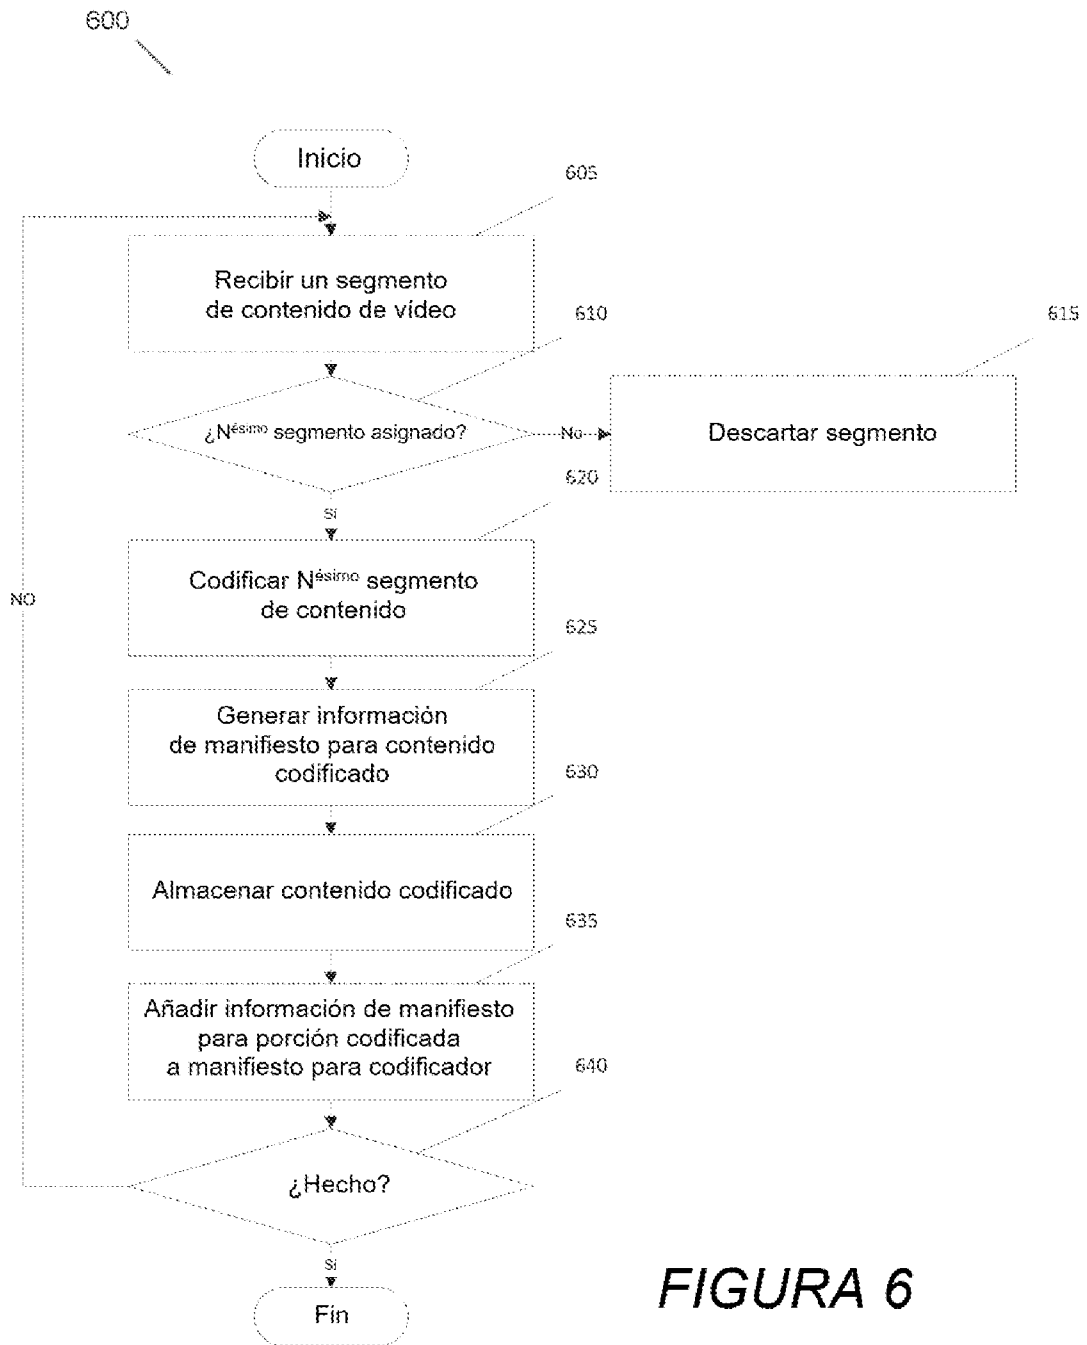 600
Inicio
605
Recibir un segmento
de contenido de vídeo
610
615
¿Nésimo segmento asignado?
No
Descartar segmento
620
Sí
Codificar Nésimo segmento
de contenido
NO
625
Generar información
de manifiesto para contenido
codificado
630
Almacenar contenido codificado
635
Añadir información de manifiesto
para porción codificada
a manifiesto para codificador
640
¿Hecho?
Sí
Fin
FIGURA 6